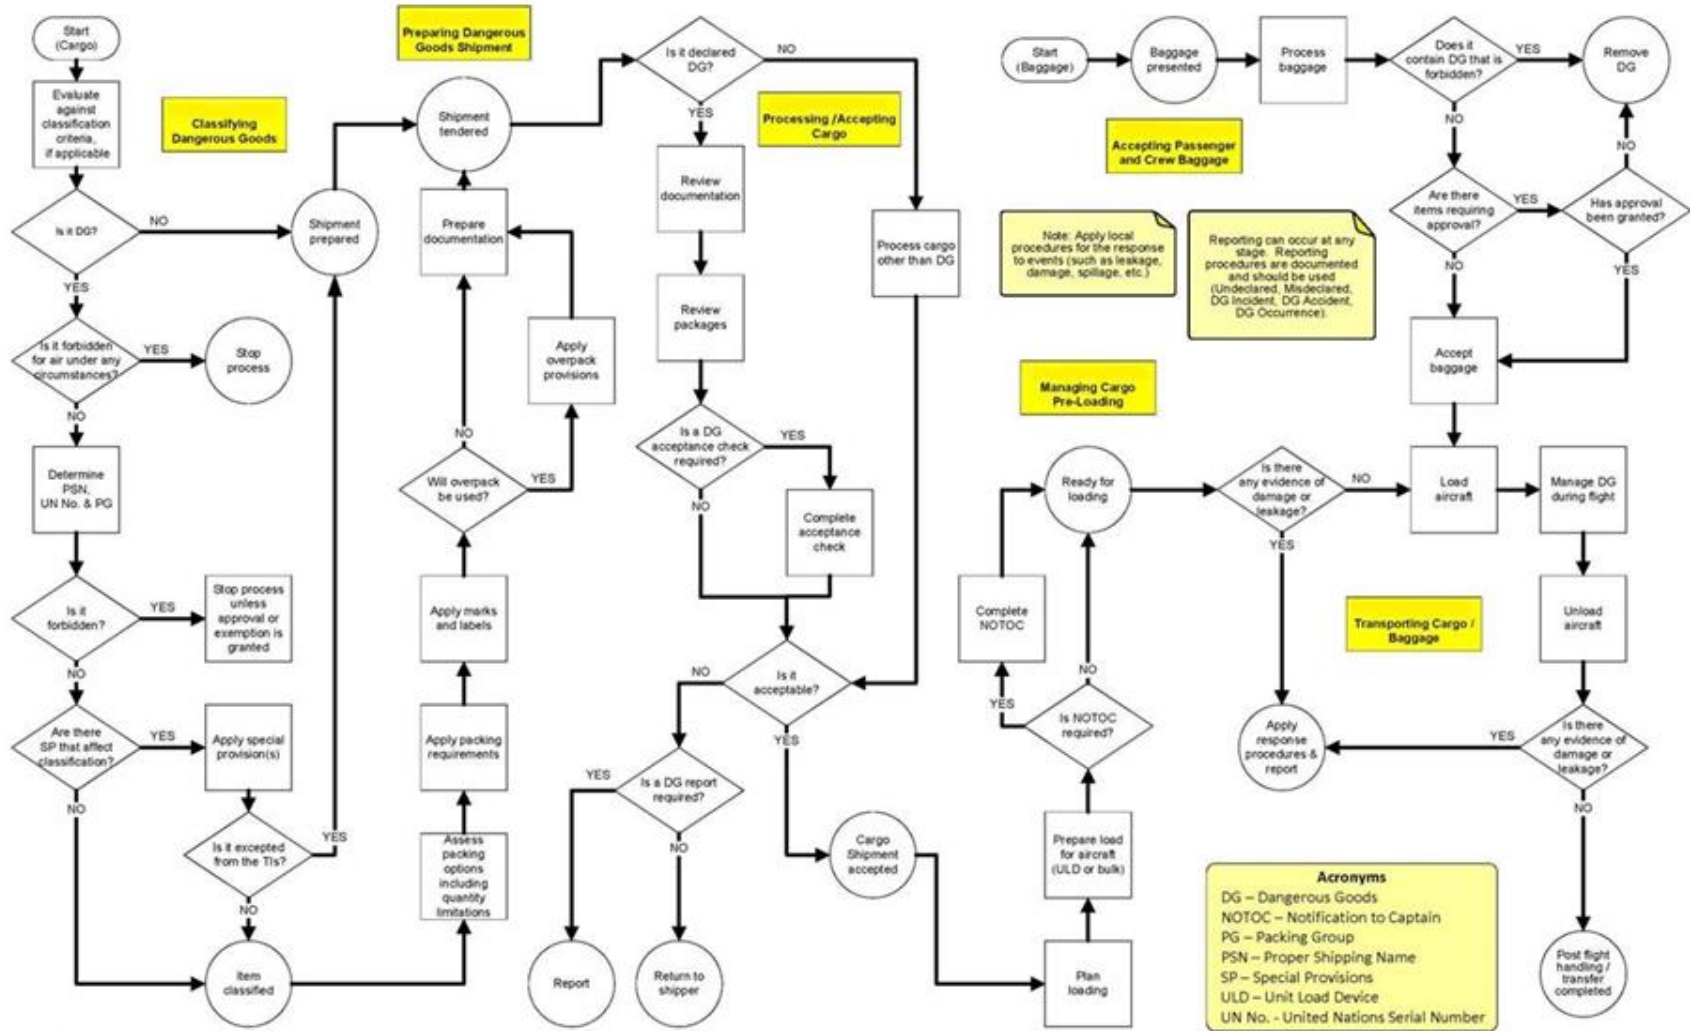 Start
(Cargo)
Evaluate
against
classification
criteria,
if applicable
Classifying
Dangerous Goods
Is it DG?
NO
YES
Shipment
prepared
Is it forbidden
for air under any
circumstances?
YES
NO
Stop
process
Determine
PSN,
UN No. & PG
Is it
forbidden?
YES
NO
Stop process
unless
approval or
exemption is
granted
Are there
SP that affect
classification?
YES
NO
Apply special
provision(s)
Is it excepted
from the TIs?
YES
NO
Item
classified
Preparing Dangerous
Goods Shipment
Shipment
tendered
Prepare
documentation
Apply
overpack
provisions
NO
Will overpack
be used?
YES
Apply marks
and labels
Apply packing
requirements
Assess
packing
options
including
quantity
limitations
Is it declared
DG?
NO
YES
Processing /Accepting
Cargo
Review
documentation
Process cargo
other than DG
Review
packages
Is a DG
acceptance check
required?
YES
NO
Complete
acceptance
check
Is it
acceptable?
NO
YES
Is a DG report
required?
YES
NO
Report
Return to
shipper
Cargo
Shipment
accepted
Start
(Baggage)
Baggage
presented
Process
baggage
Does it
contain DG that is
forbidden?
YES
NO
Remove
DG
Accepting Passenger
and Crew Baggage
Are there
items requiring
approval?
YES
NO
Has approval
been granted?
NO
YES
Note: Apply local
procedures for the response
to events (such as leakage,
damage, spillage, etc.)
Reporting can occur at any
stage. Reporting
procedures are documented
and should be used
(Undeclared, Misdeclared,
DG Incident, DG Accident,
DG Occurrence).
Accept
baggage
Managing Cargo
Pre-Loading
Ready for
loading
Is there
any evidence of
damage or
leakage?
NO
YES
Load
aircraft
Manage DG
during flight
Complete
NOTOC
Unload
aircraft
Transporting Cargo /
Baggage
NO
YES
Is NOTOC
required?
Apply
response
procedures &
report
Is there
any evidence of
damage or
leakage?
YES
NO
Prepare load
for aircraft
(ULD or bulk)
Plan
loading
Post flight
handling /
transfer
completed
Acronyms
DG – Dangerous Goods
NOTOC – Notification to Captain
PG – Packing Group
PSN – Proper Shipping Name
SP – Special Provisions
ULD – Unit Load Device
UN No. - United Nations Serial Number